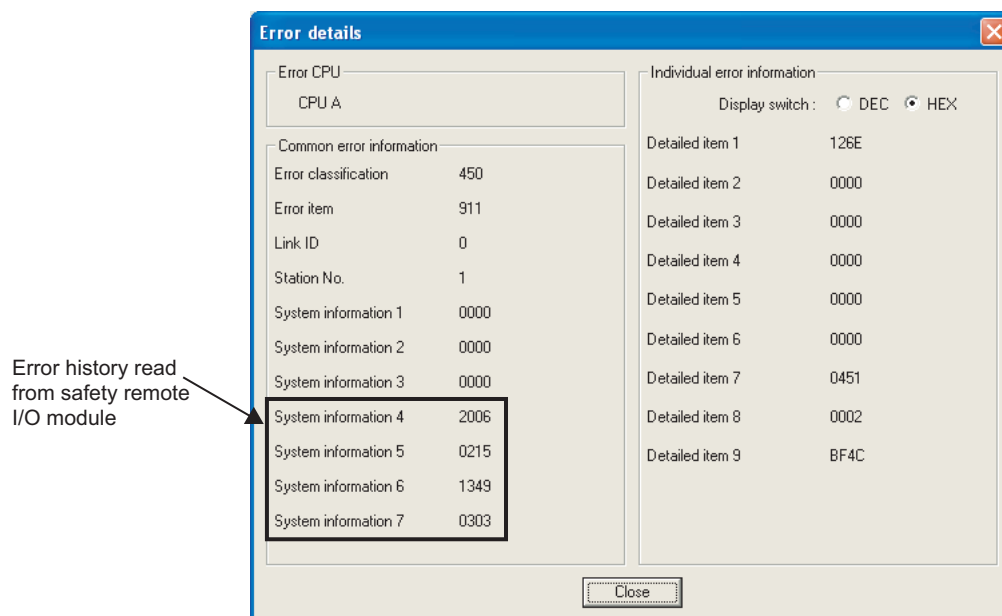 Error details
Error CPU
CPU A
Common error information
Error classification 450
Error item 911
Link ID 0
Station No. 1
System information 1 0000
System information 2 0000
System information 3 0000
System information 4 2006
System information 5 0215
System information 6 1349
System information 7 0303
Individual error information
Display switch : DEC HEX
Detailed item 1 126E
Detailed item 2 0000
Detailed item 3 0000
Detailed item 4 0000
Detailed item 5 0000
Detailed item 6 0000
Detailed item 7 0451
Detailed item 8 0002
Detailed item 9 BF4C
Close
Error history read
from safety remote
I/O module